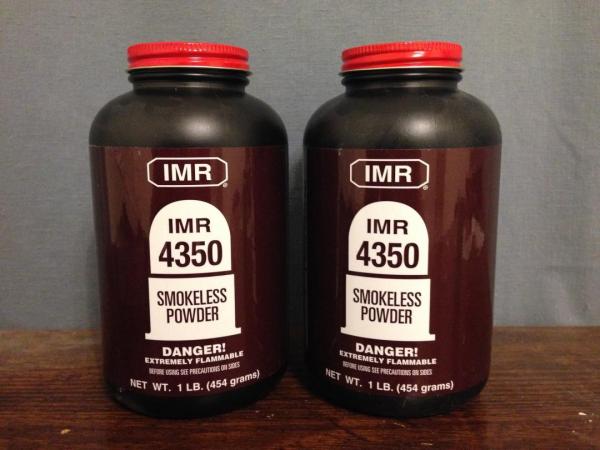 IMR®
IMR
4350
SMOKELESS
POWDER
DANGER!
EXTREMELY FLAMMABLE
BEFORE USING SEE PRECAUTIONS ON SIDES
NET WT. 1 LB. (454 grams)
IMR®
IMR
4350
SMOKELESS
POWDER
DANGER!
EXTREMELY FLAMMABLE
BEFORE USING SEE PRECAUTIONS ON SIDES
NET WT. 1 LB. (454 grams)